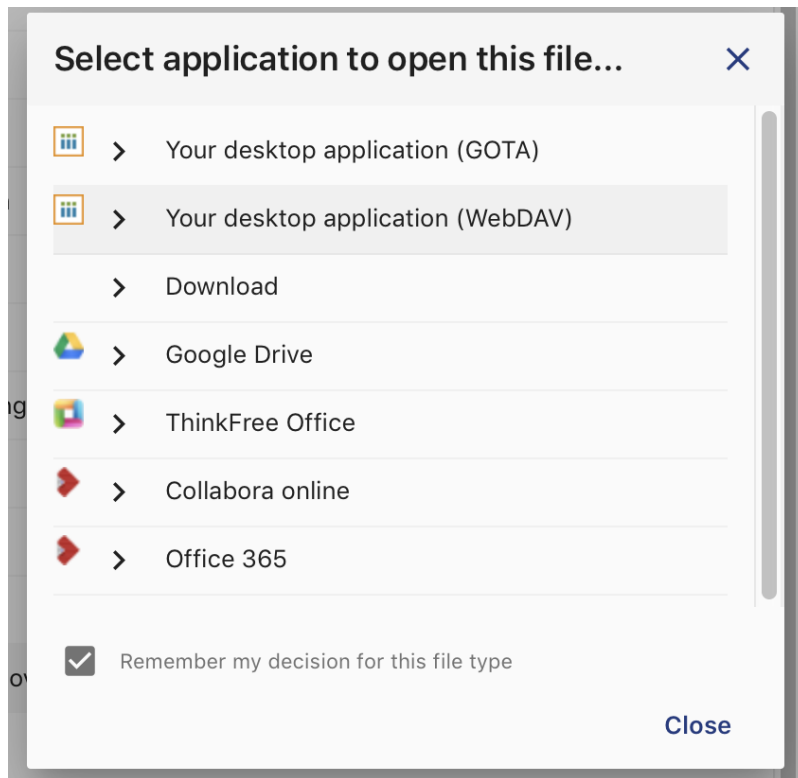 Select application to open this file...
Your desktop application (GOTA)
Your desktop application (WebDAV)
Download
Google Drive
ng
ThinkFree Office
Collabora online
Office 365
Remember my decision for this file type
Close